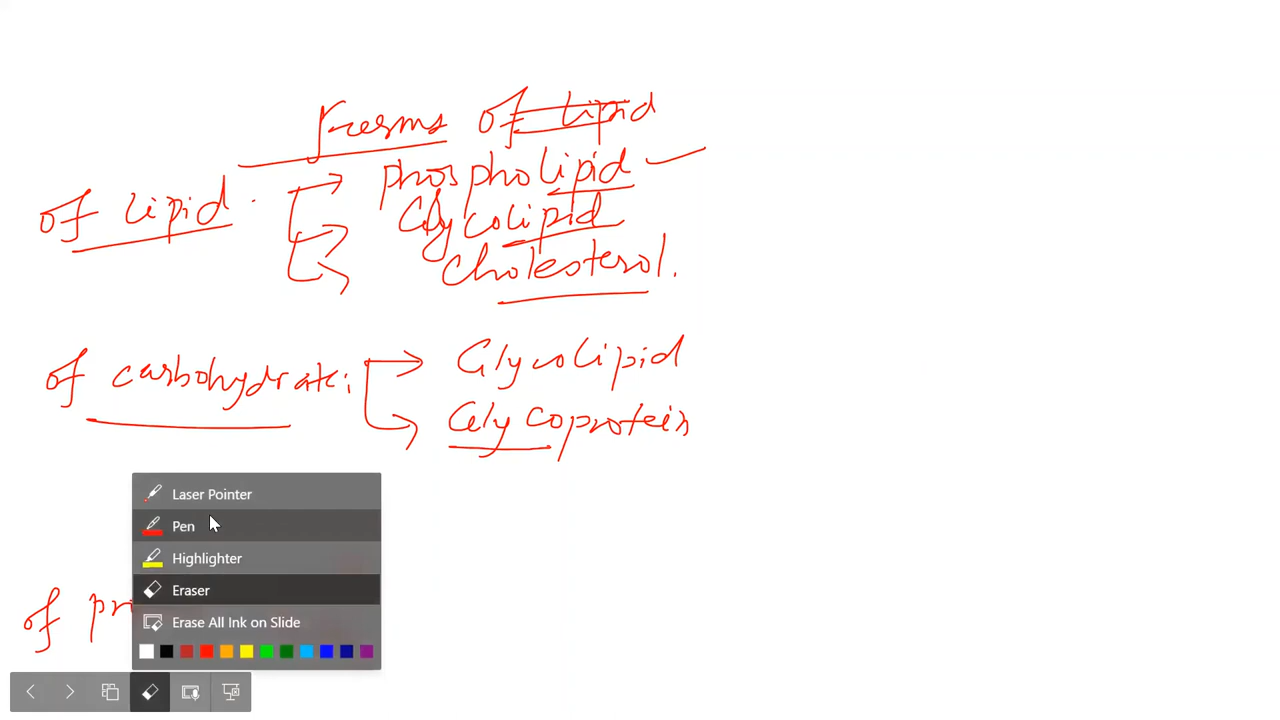 Forms of Lipid
of Lipid. phospholipid
Glycolipid
cholesterol.
of carbohydrate: Glycolipid
Glycoprotein
Laser Pointer
Pen
Highlighter
Eraser
of pr
Erase All Ink on Slide